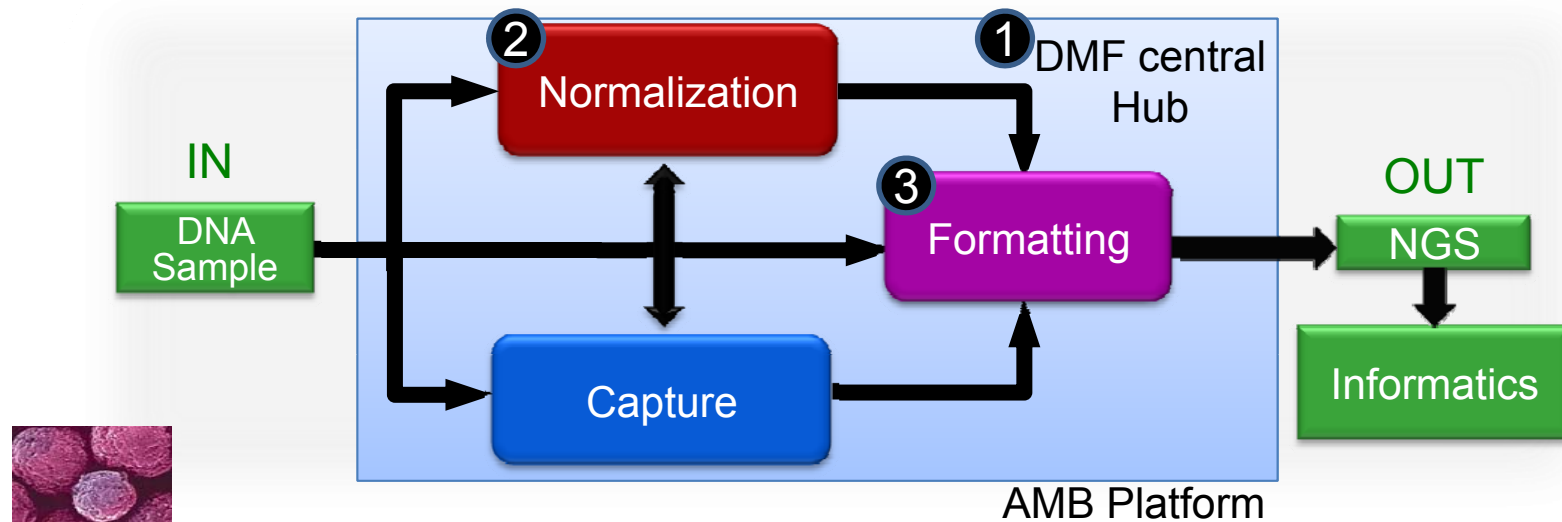 2
Normalization
1
DMF central
Hub
IN
DNA
Sample
3
Formatting
OUT
NGS
Capture
Informatics
AMB Platform